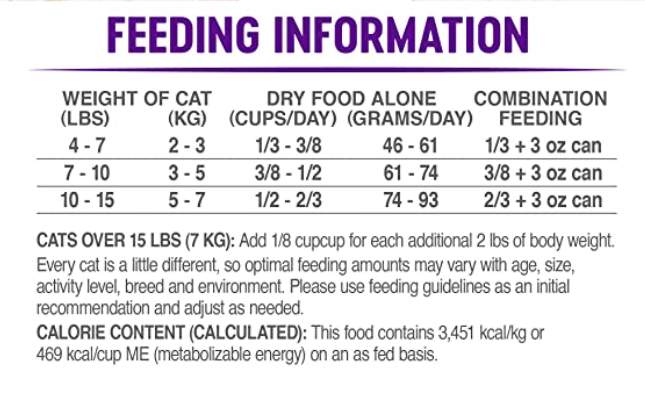 FEEDING INFORMATION
WEIGHT OF CAT DRY FOOD ALONE COMBINATION
(LBS) (KG) (CUPS/DAY) (GRAMS/DAY) FEEDING
4 - 7 2 - 3 1/3 - 3/8 46 - 61 1/3 + 3 oz can
7 - 10 3 - 5 3/8 - 1/2 61 - 74 3/8 + 3 oz can
10 - 15 5 - 7 1/2 - 2/3 74 - 93 2/3 + 3 oz can
CATS OVER 15 LBS (7 KG): Add 1/8 cupcup for each additional 2 lbs of body weight.
Every cat is a little different, so optimal feeding amounts may vary with age, size,
activity level, breed and environment. Please use feeding guidelines as an initial
recommendation and adjust as needed.
CALORIE CONTENT (CALCULATED): This food contains 3,451 kcal/kg or
469 kcal/cup ME (metabolizable energy) on an as fed basis.